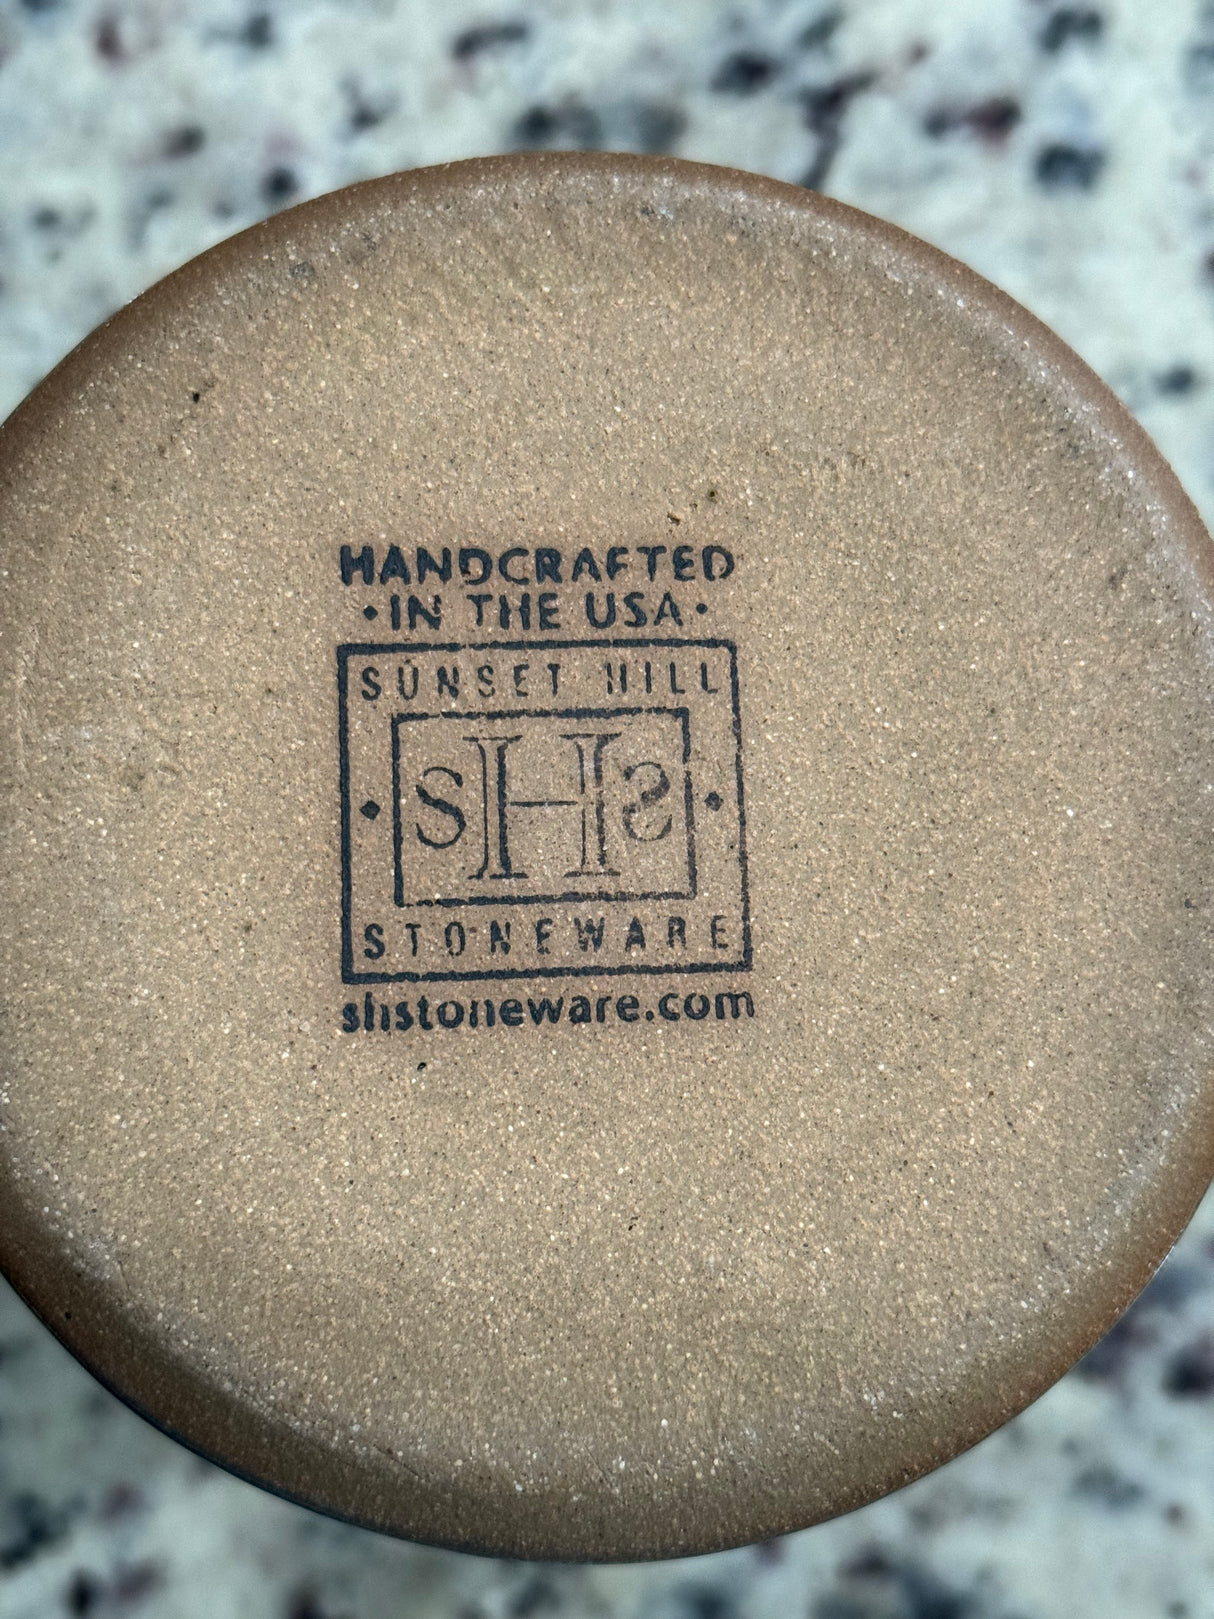 HANDCRAFTED
•IN THE USA•
SUNSET HILL
SHS
STONEWARE
shstoneware.com